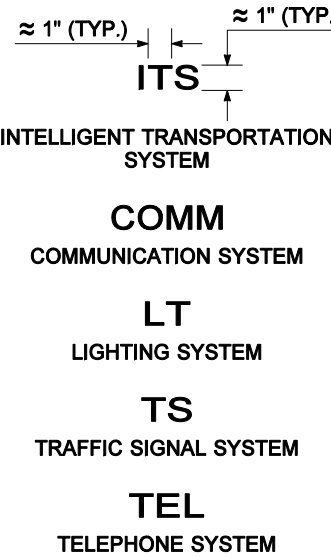 ≈ 1" (TYP.)
≈ 1" (TYP.
ITS
INTELLIGENT TRANSPORTATION
SYSTEM
COMM
COMMUNICATION SYSTEM
LT
LIGHTING SYSTEM
TS
TRAFFIC SIGNAL SYSTEM
TEL
TELEPHONE SYSTEM